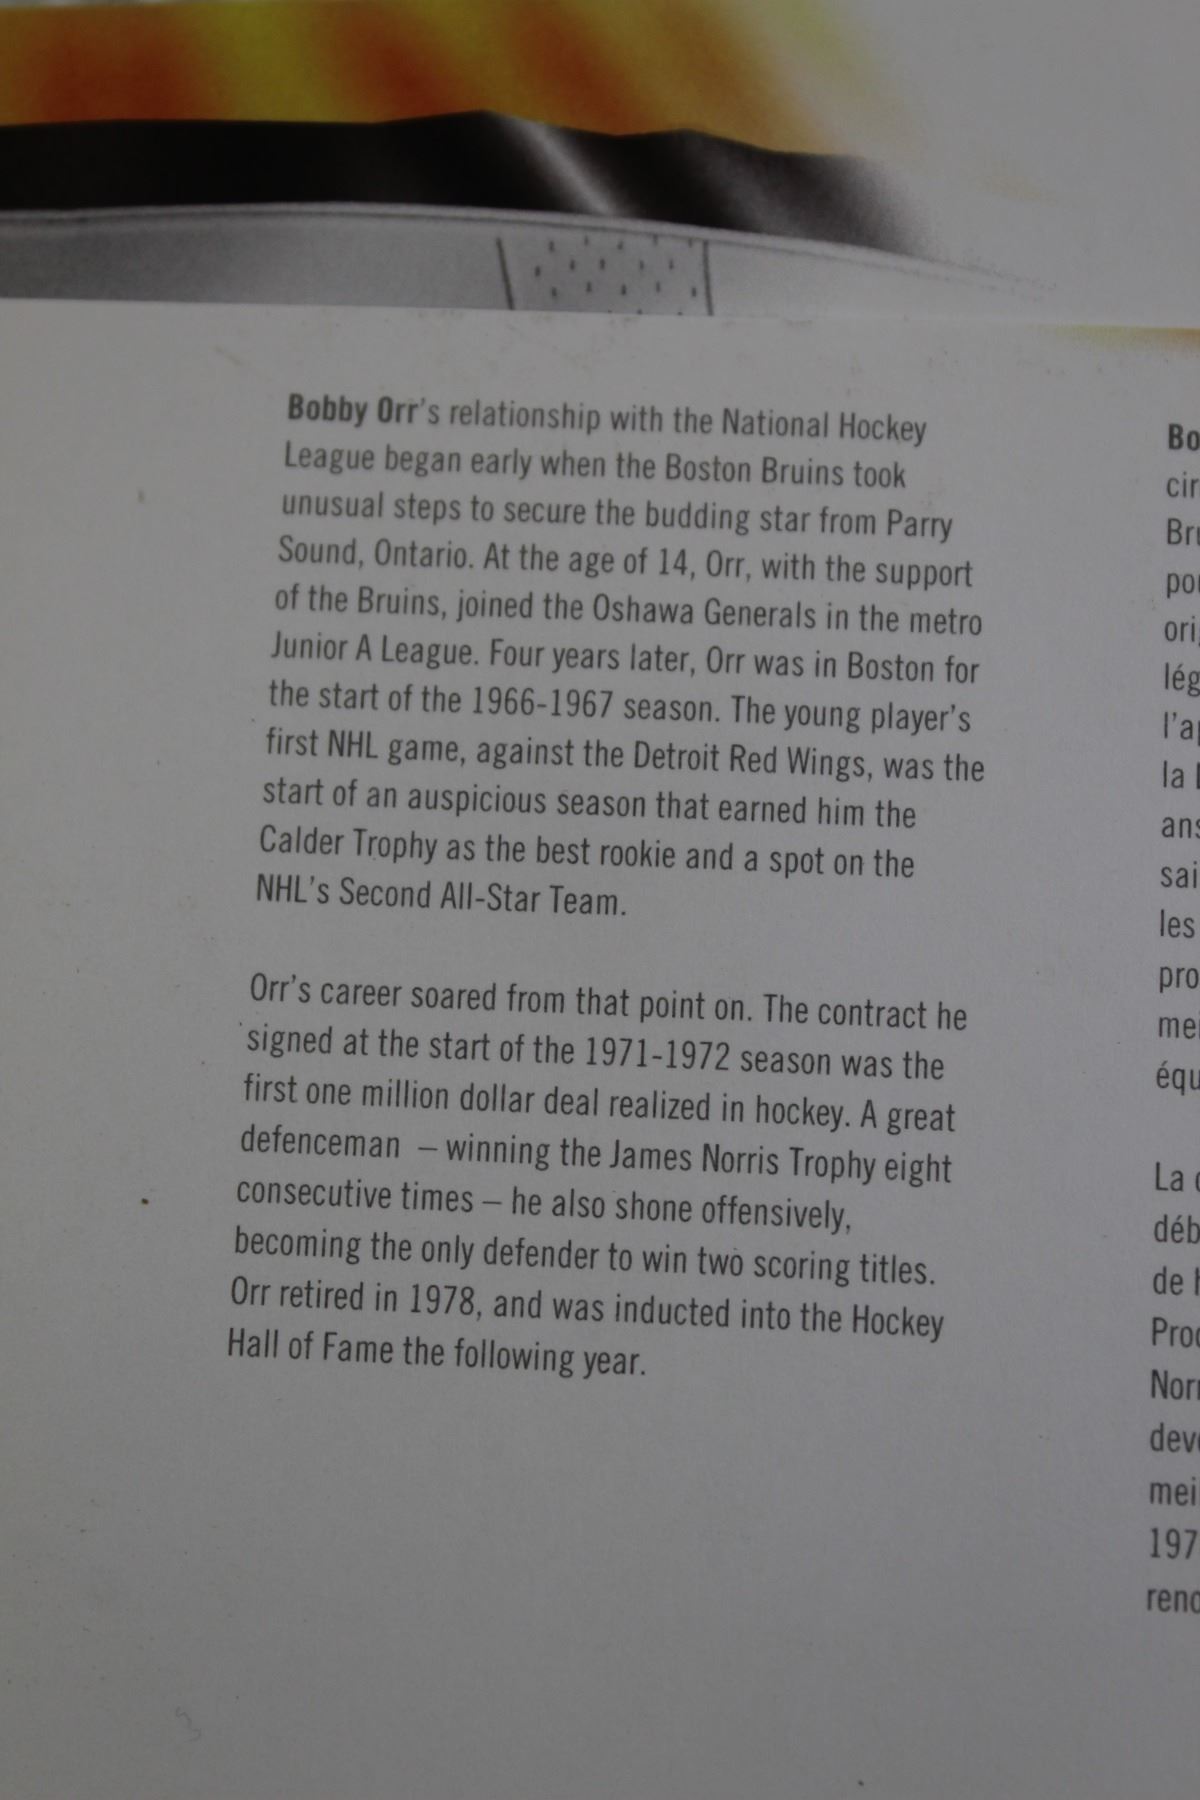 Bobby Orr's relationship with the National Hockey
League began early when the Boston Bruins took
unusual steps to secure the budding star from Parry
Sound, Ontario. At the age of 14, Orr, with the support
of the Bruins, joined the Oshawa Generals in the metro
Junior A League. Four years later, Orr was in Boston for
the start of the 1966-1967 season. The young player's
first NHL game, against the Detroit Red Wings, was the
start of an auspicious season that earned him the
Calder Trophy as the best rookie and a spot on the
NHL's Second All-Star Team.
Orr's career soared from that point on. The contract he
signed at the start of the 1971-1972 season was the
first one million dollar deal realized in hockey. A great
defenceman – winning the James Norris Trophy eight
consecutive times – he also shone offensively,
becoming the only defender to win two scoring titles.
Orr retired in 1978, and was inducted into the Hockey
Hall of Fame the following year.
Bo
cir
Bru
pou
ori
lég
l'a
la
ans
sai
les
pro
mei
équ
La
déb
de
Pro
Nor
deve
mei
197